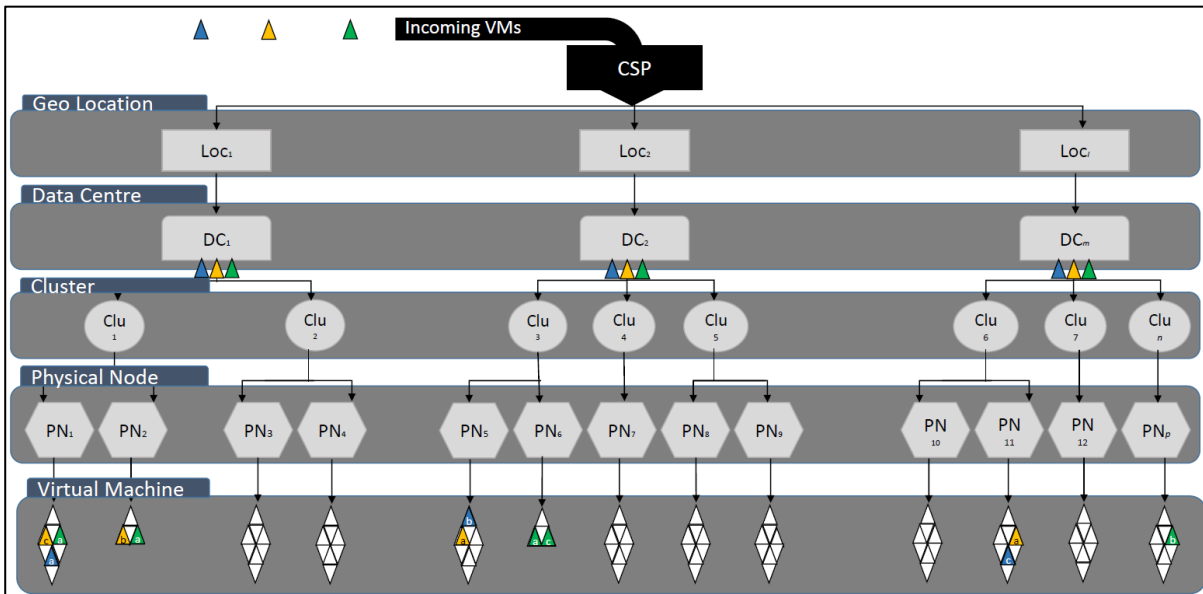 Incoming VMs
CSP
Geo Location
Loc₁ Loc₂ Locₗ
Data Centre
DC₁ DC₂ DCₘ
Cluster
Clu Clu Clu Clu Clu Clu Clu Clu
1 2 3 4 5 6 7 n
Physical Node
PN₁ PN₂ PN₃ PN₄ PN₅ PN₆ PN₇ PN₈ PN₉ PN PN PN PNₚ
10 11 12
Virtual Machine
b
c a b a a a c a b
a c